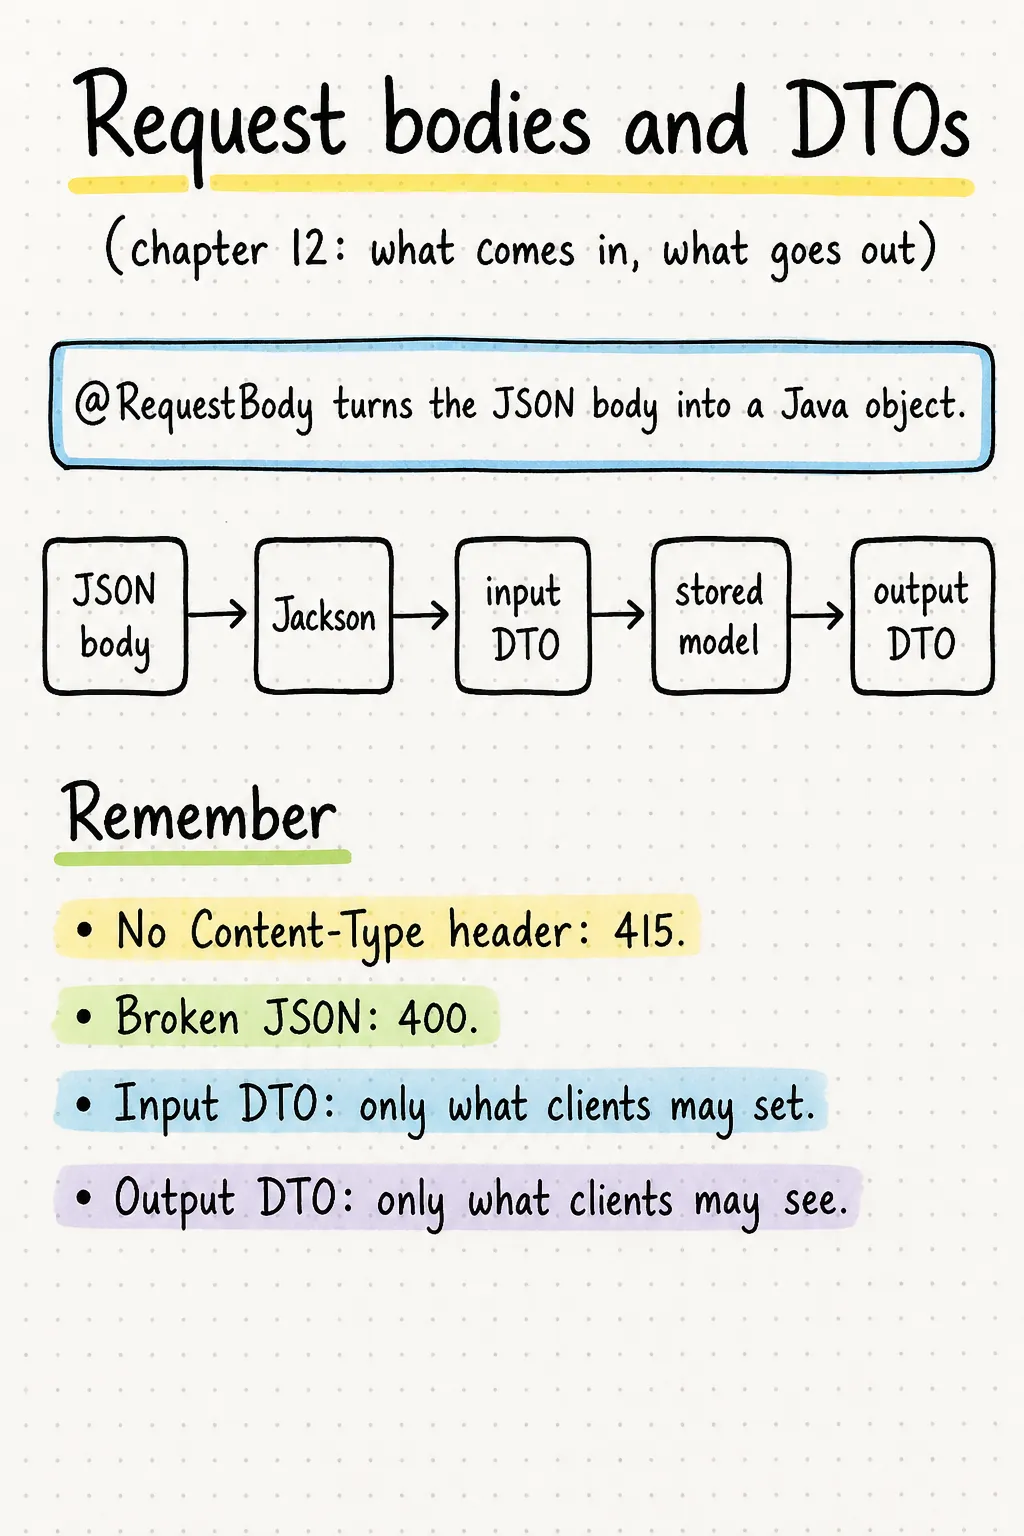 Request bodies and DTOs
(chapter 12: what comes in, what goes out)
@RequestBody turns the JSON body into a Java object.
JSON
body
Jackson
input
DTO
stored
model
output
DTO
Remember
• No Content-Type header: 415.
• Broken JSON: 400.
• Input DTO: only what clients may set.
• Output DTO: only what clients may see.